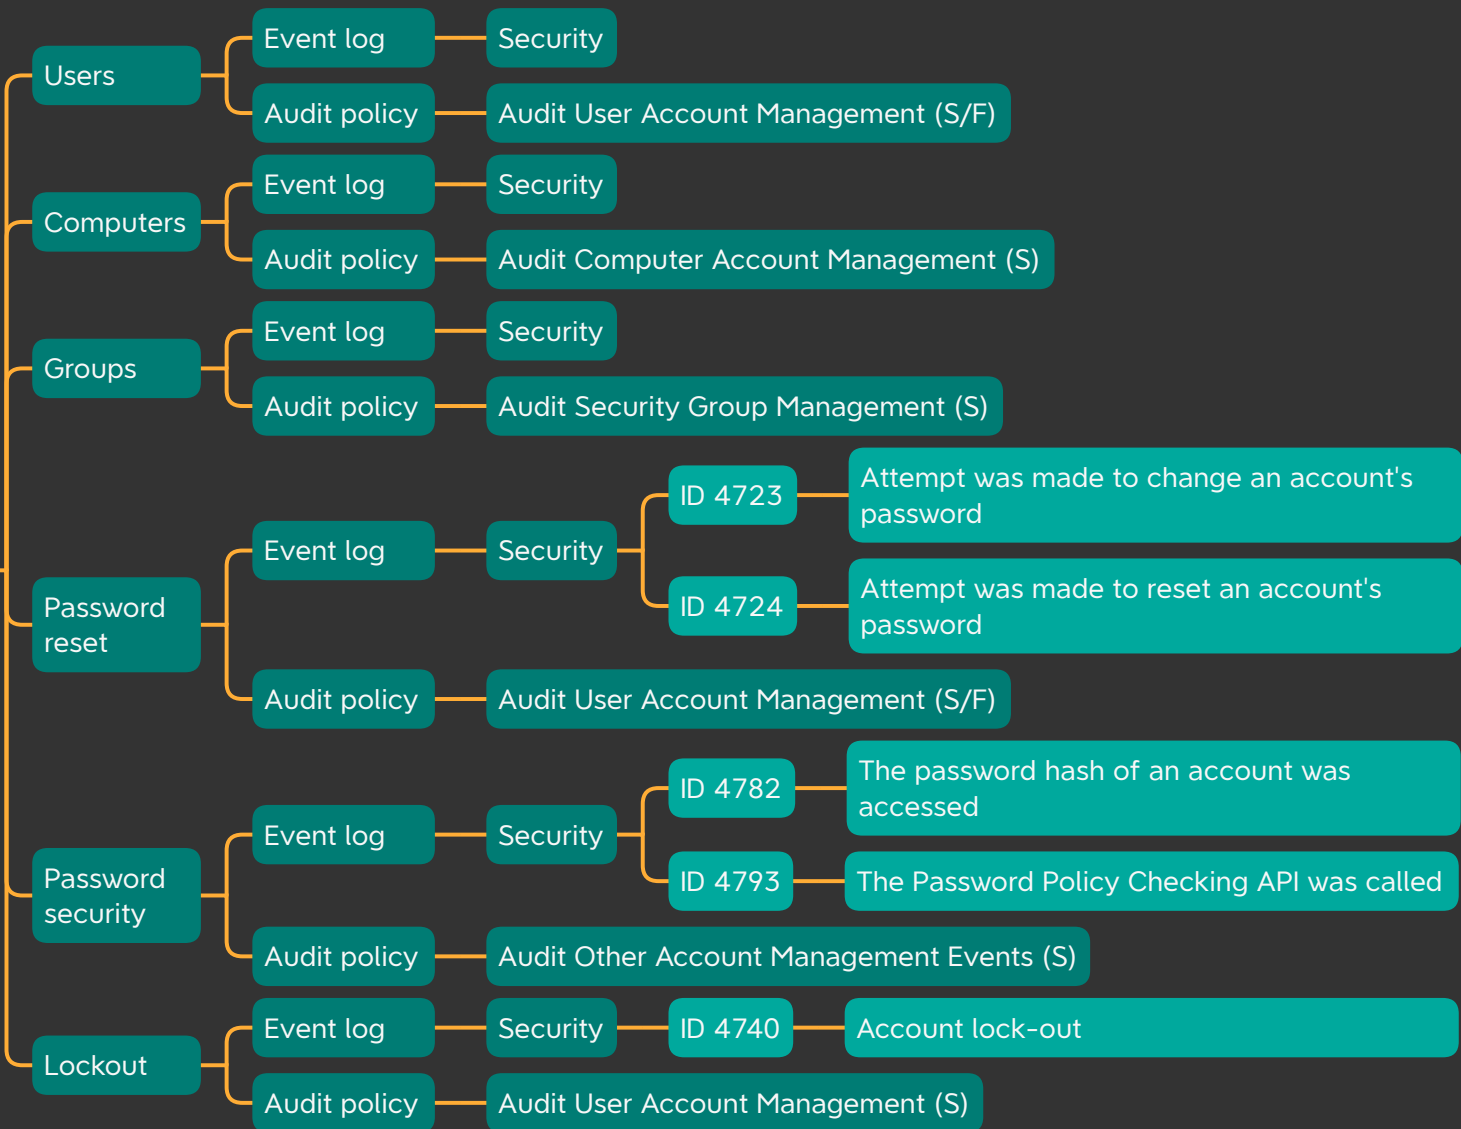 Users
Event log
Security
Audit policy
Audit User Account Management (S/F)
Computers
Event log
Security
Audit policy
Audit Computer Account Management (S)
Groups
Event log
Security
Audit policy
Audit Security Group Management (S)
Password
reset
Event log
Security
ID 4723
Attempt was made to change an account's
password
ID 4724
Attempt was made to reset an account's
password
Audit policy
Audit User Account Management (S/F)
Password
security
Event log
Security
ID 4782
The password hash of an account was
accessed
ID 4793
The Password Policy Checking API was called
Audit policy
Audit Other Account Management Events (S)
Lockout
Event log
Security
ID 4740
Account lock-out
Audit policy
Audit User Account Management (S)